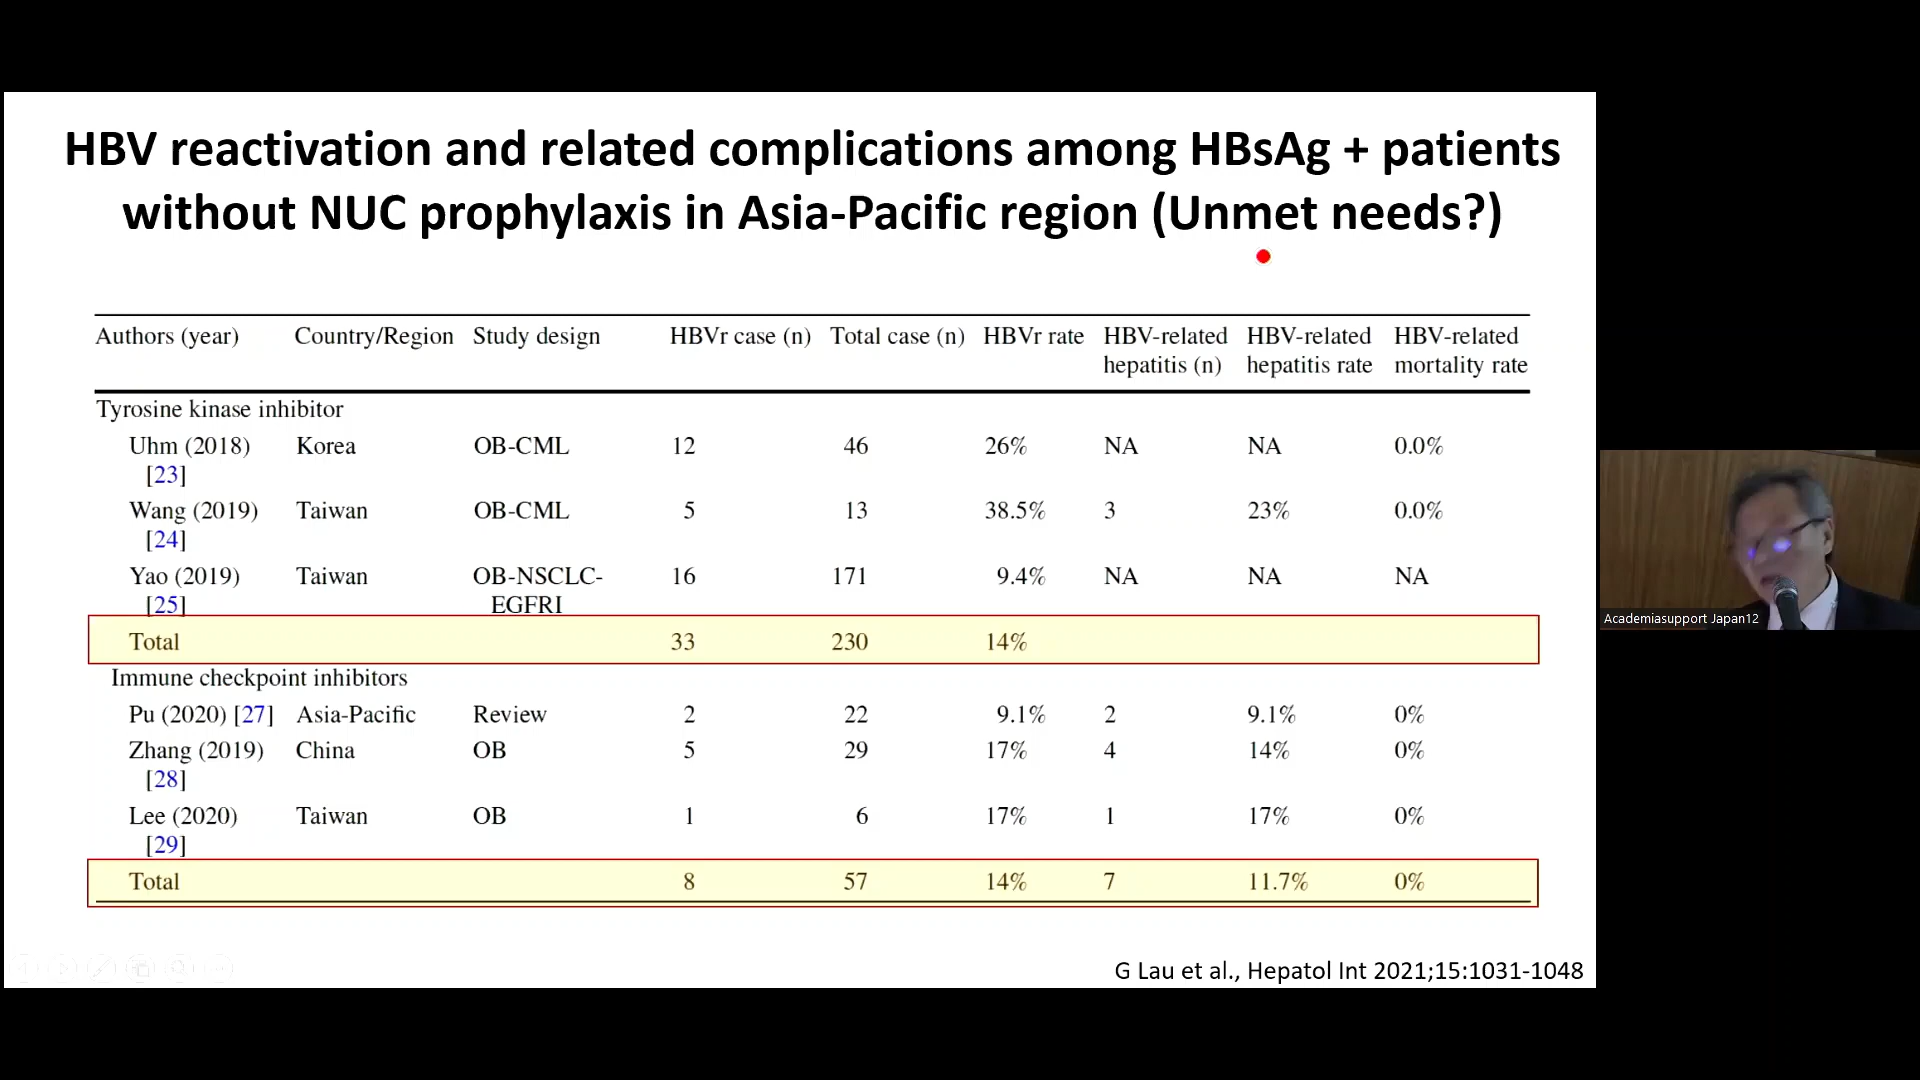 HBV reactivation and related complications among HBsAg + patients
without NUC prophylaxis in Asia-Pacific region (Unmet needs?)
Authors (year) Country/Region Study design HBVr case (n) Total case (n) HBVr rate HBV-related hepatitis (n) HBV-related hepatitis rate HBV-related mortality rate
Tyrosine kinase inhibitor
Uhm (2018) [23] Korea OB-CML 12 46 26% NA NA 0.0%
Wang (2019) [24] Taiwan OB-CML 5 13 38.5% 3 23% 0.0%
Yao (2019) [25] Taiwan OB-NSCLC-EGFRI 16 171 9.4% NA NA NA
Total 33 230 14%
Immune checkpoint inhibitors
Pu (2020) [27] Asia-Pacific Review 2 22 9.1% 2 9.1% 0%
Zhang (2019) [28] China OB 5 29 17% 4 14% 0%
Lee (2020) [29] Taiwan OB 1 6 17% 1 17% 0%
Total 8 57 14% 7 11.7% 0%
G Lau et al., Hepatol Int 2021;15:1031-1048
Academiasupport Japan12